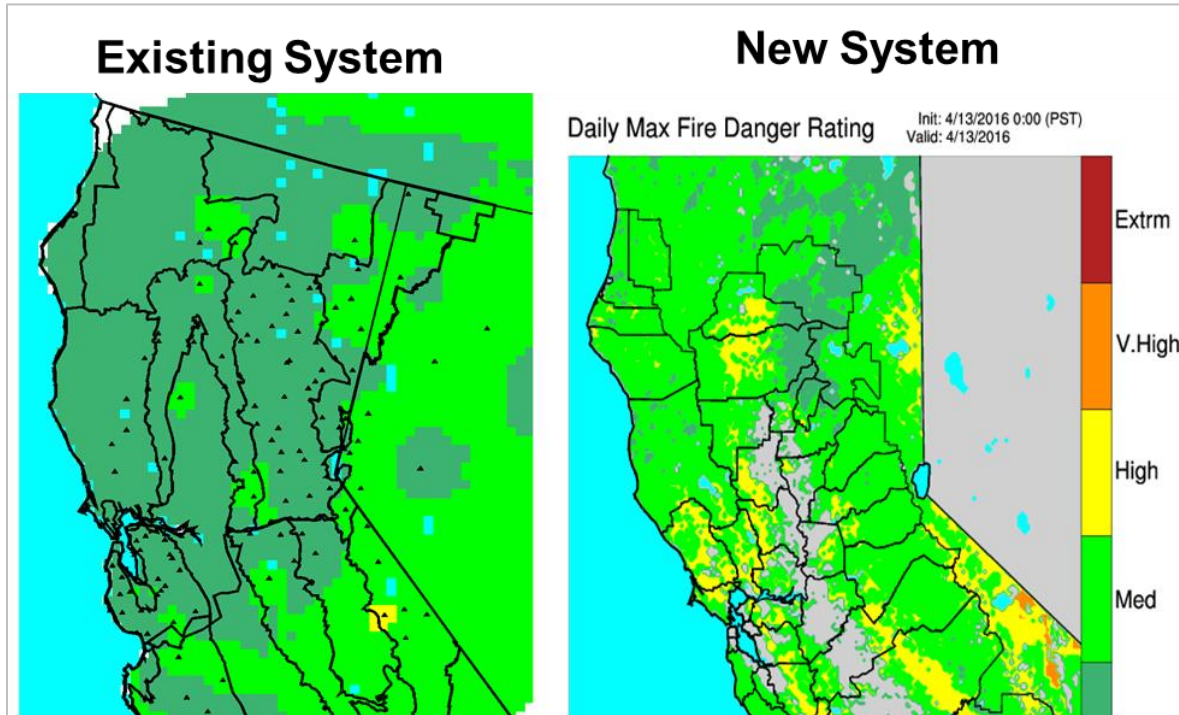 Existing System
New System
Daily Max Fire Danger Rating
Init: 4/13/2016 0:00 (PST)
Valid: 4/13/2016
Extrm
V.High
High
Med